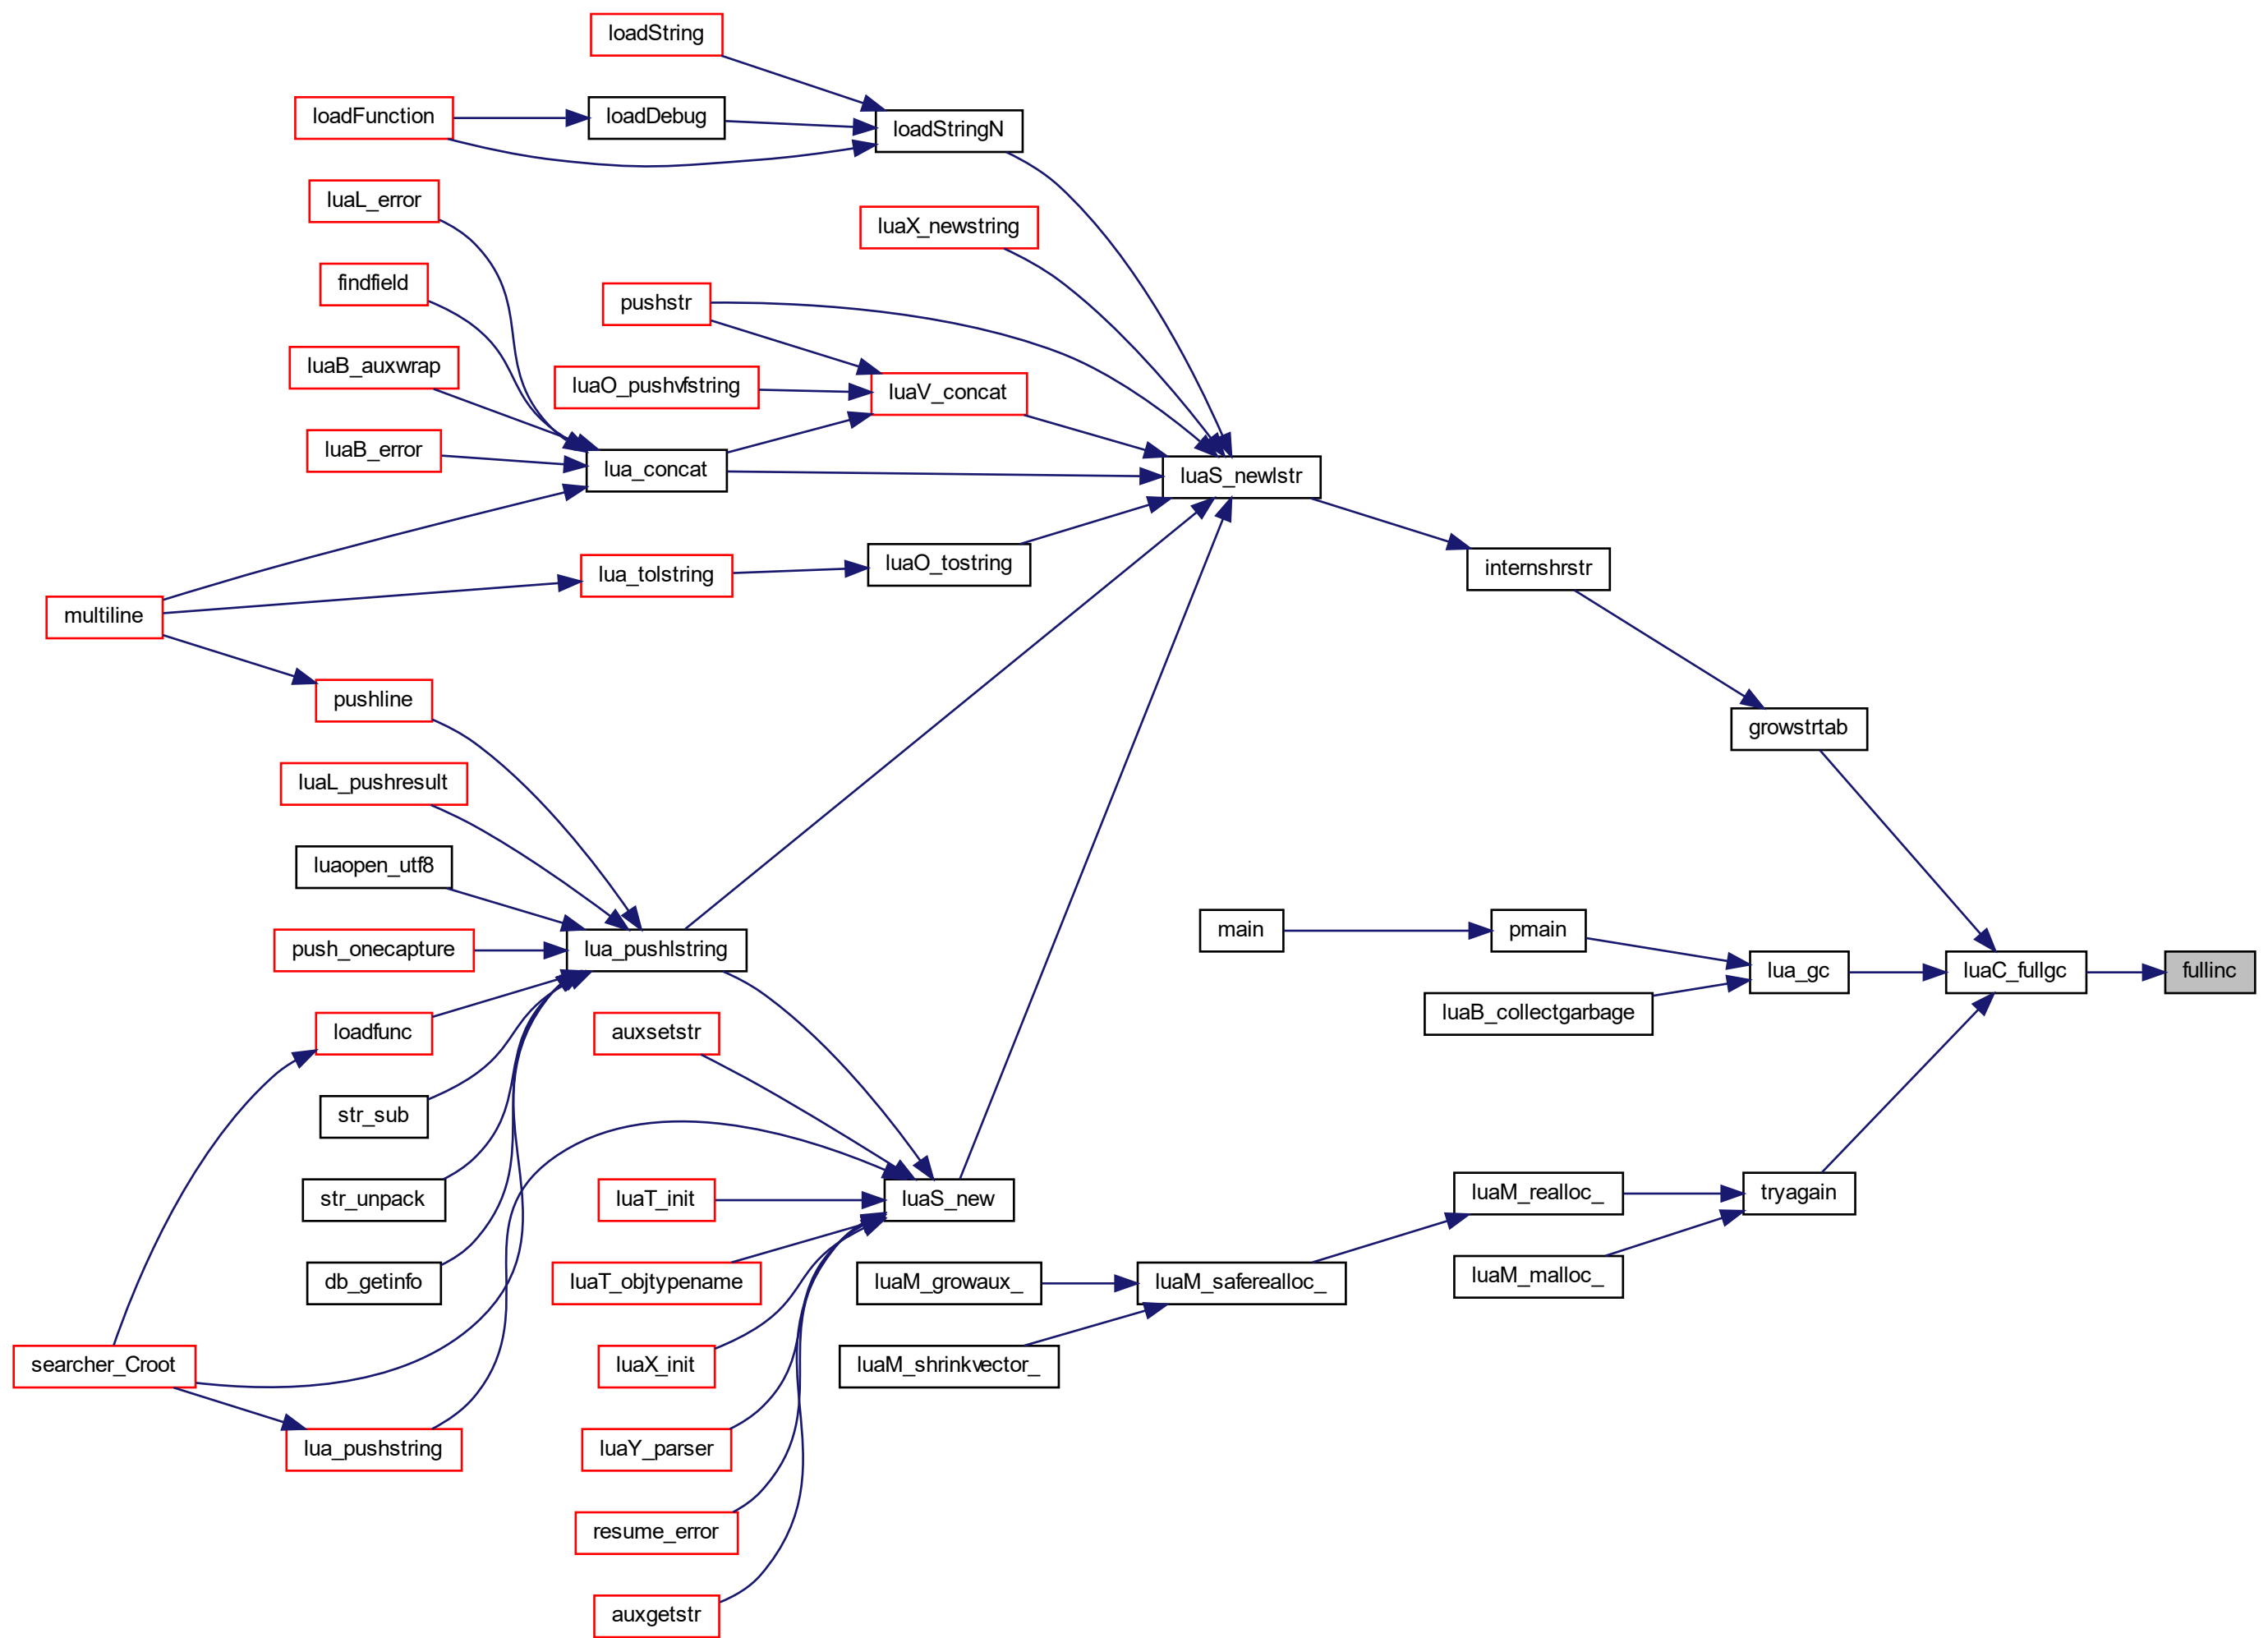 loadString
loadFunction
loadDebug
loadStringN
luaL_error
luaX_newstring
findfield
pushstr
luaB_auxwrap
luaO_pushvfstring
luaV_concat
luaB_error
lua_concat
luaS_newlstr
luaO_tostring
internshrstr
lua_tolstring
multiline
pushline
growstrtab
luaL_pushresult
luaopen_utf8
push_onecapture
lua_pushlstring
main
pmain
lua_gc
luaC_fullgc
fullinc
luaB_collectgarbage
loadfunc
auxsetstr
str_sub
str_unpack
luaT_init
luaS_new
luaM_realloc_
tryagain
db_getinfo
luaT_objtypename
luaM_growaux_
luaM_saferealloc_
luaM_malloc_
searcher_Croot
luaX_init
luaM_shrinkvector_
lua_pushstring
luaY_parser
resume_error
auxgetstr